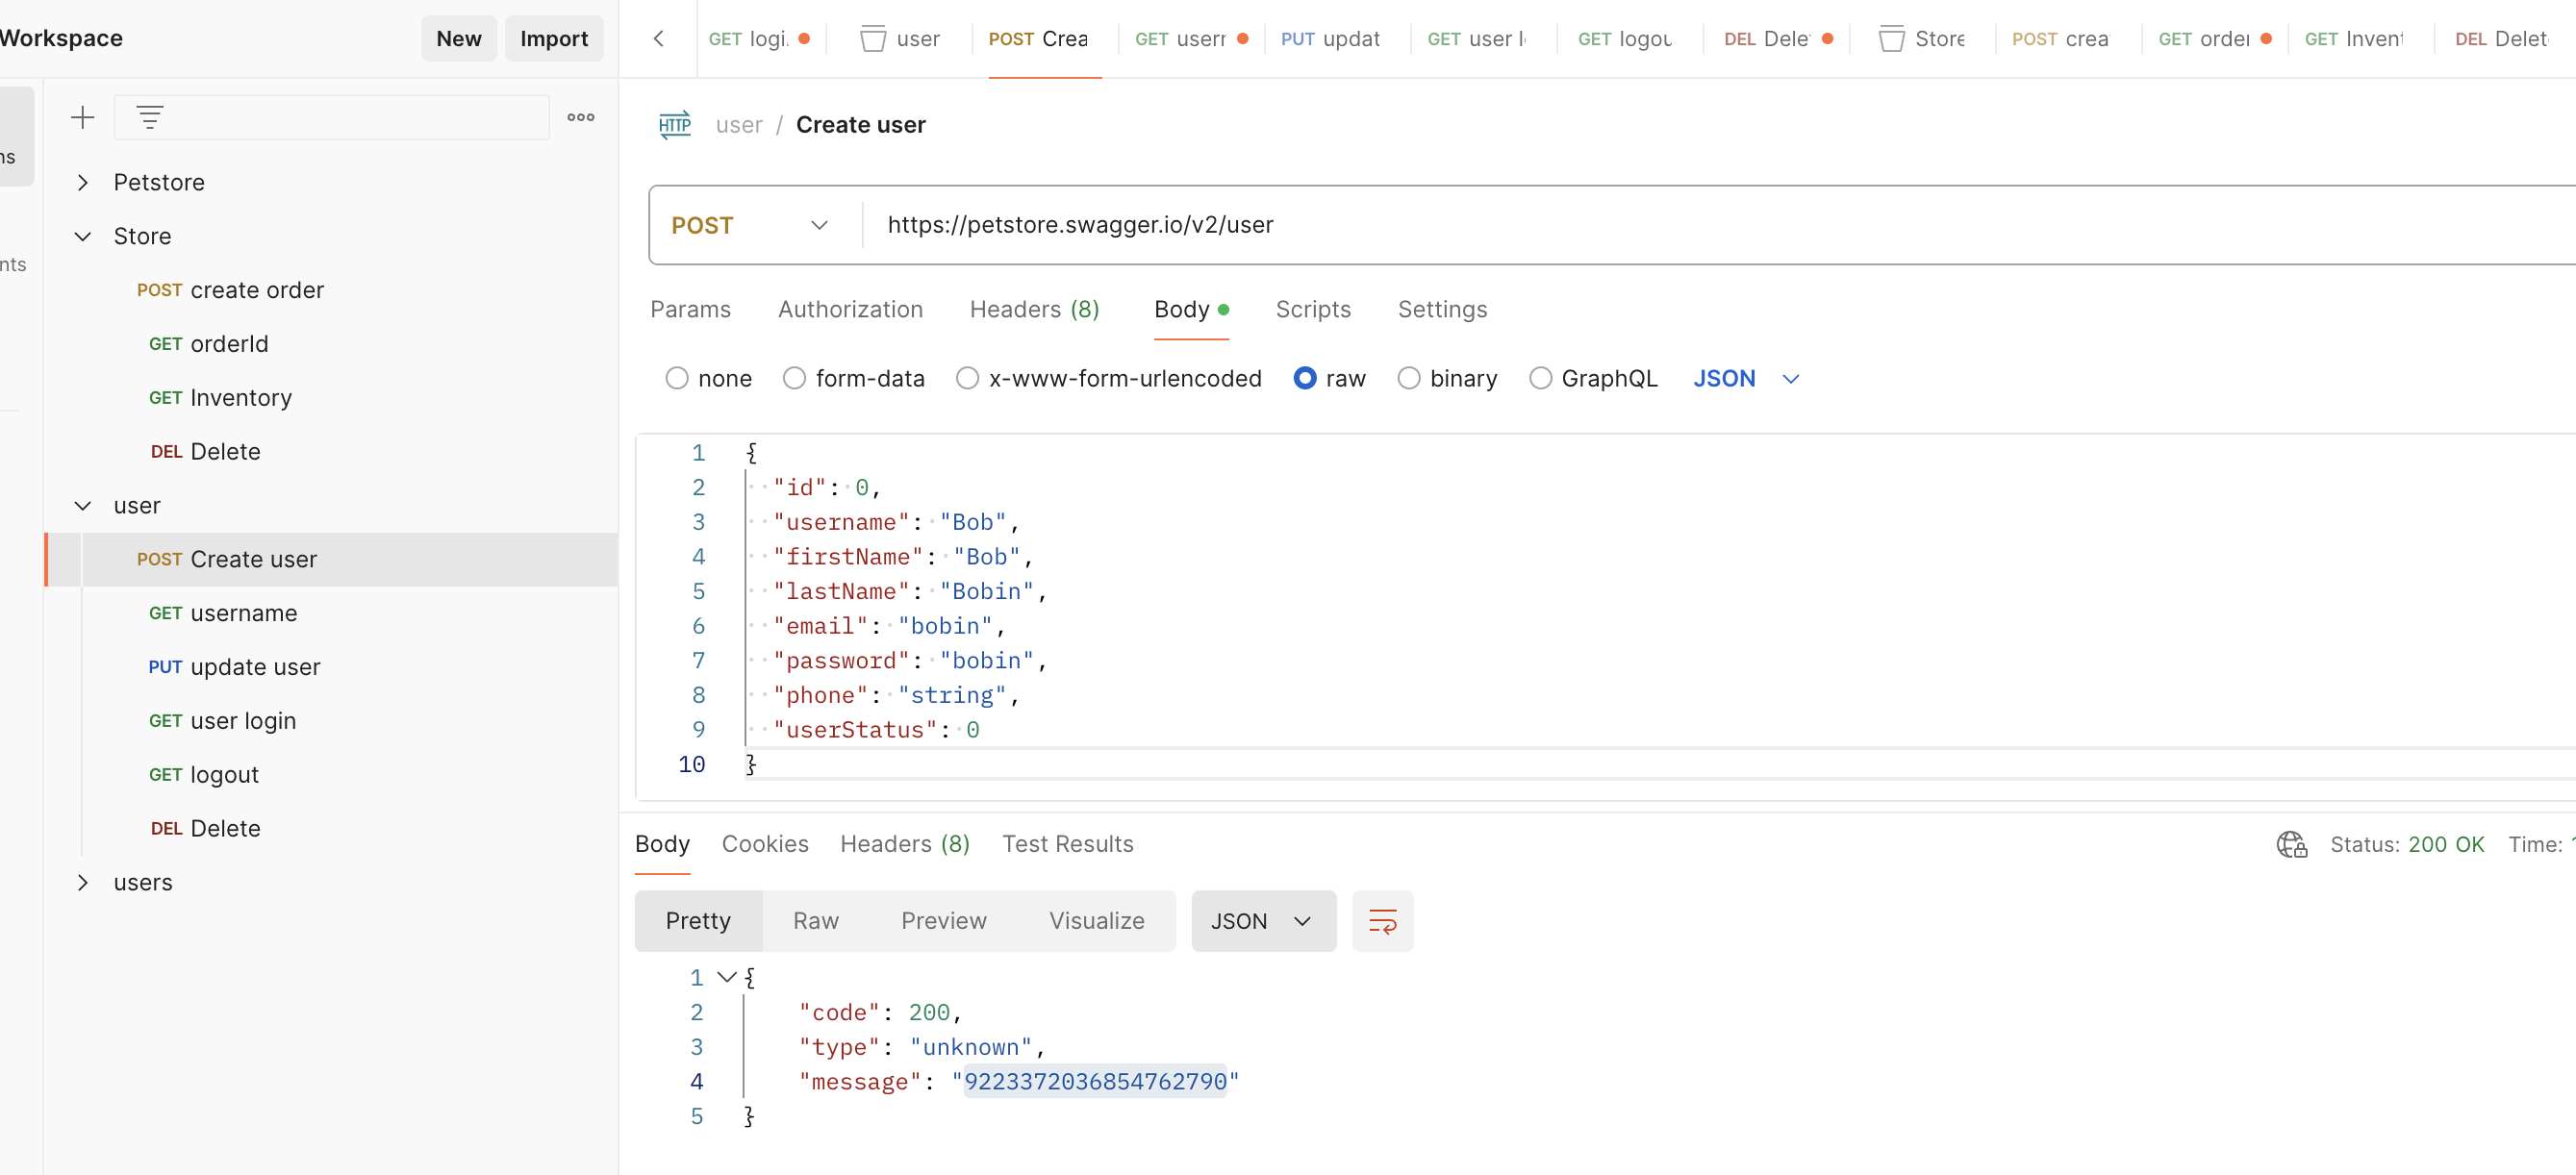 Workspace
New
Import
GET logi.
user
POST Crea
GET usern
PUT updat
GET user l
GET logou
DEL Dele
Store
POST crea
GET order
GET Invent
DEL Delet
ns
nts
Petstore
Store
POST create order
GET orderId
GET Inventory
DEL Delete
user
POST Create user
GET username
PUT update user
GET user login
GET logout
DEL Delete
users
HTTP user / Create user
POST https://petstore.swagger.io/v2/user
Params Authorization Headers (8) Body Scripts Settings
none form-data x-www-form-urlencoded raw binary GraphQL JSON
1 {
2 "id": 0,
3 "username": "Bob",
4 "firstName": "Bob",
5 "lastName": "Bobin",
6 "email": "bobin",
7 "password": "bobin",
8 "phone": "string",
9 "userStatus": 0
10 }
Body Cookies Headers (8) Test Results Status: 200 OK Time:
Pretty Raw Preview Visualize JSON
1 {
2 "code": 200,
3 "type": "unknown",
4 "message": "9223372036854762790"
5 }